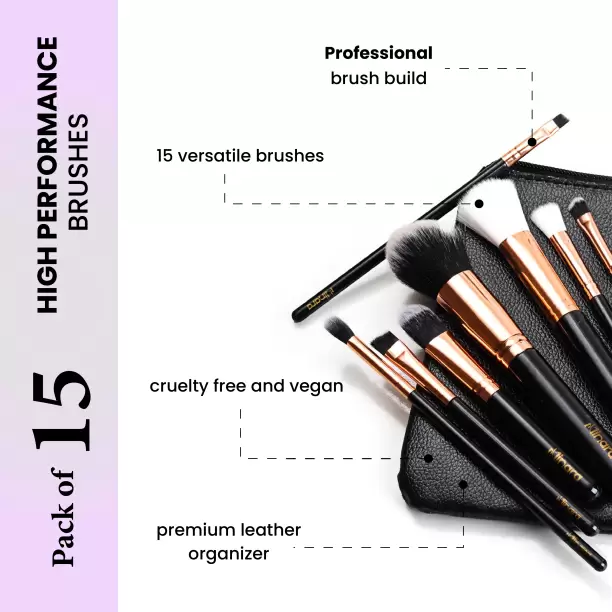 HIGH PERFORMANCE
BRUSHES
Pack of 15
Professional
brush build
15 versatile brushes
cruelty free and vegan
premium leather
organizer